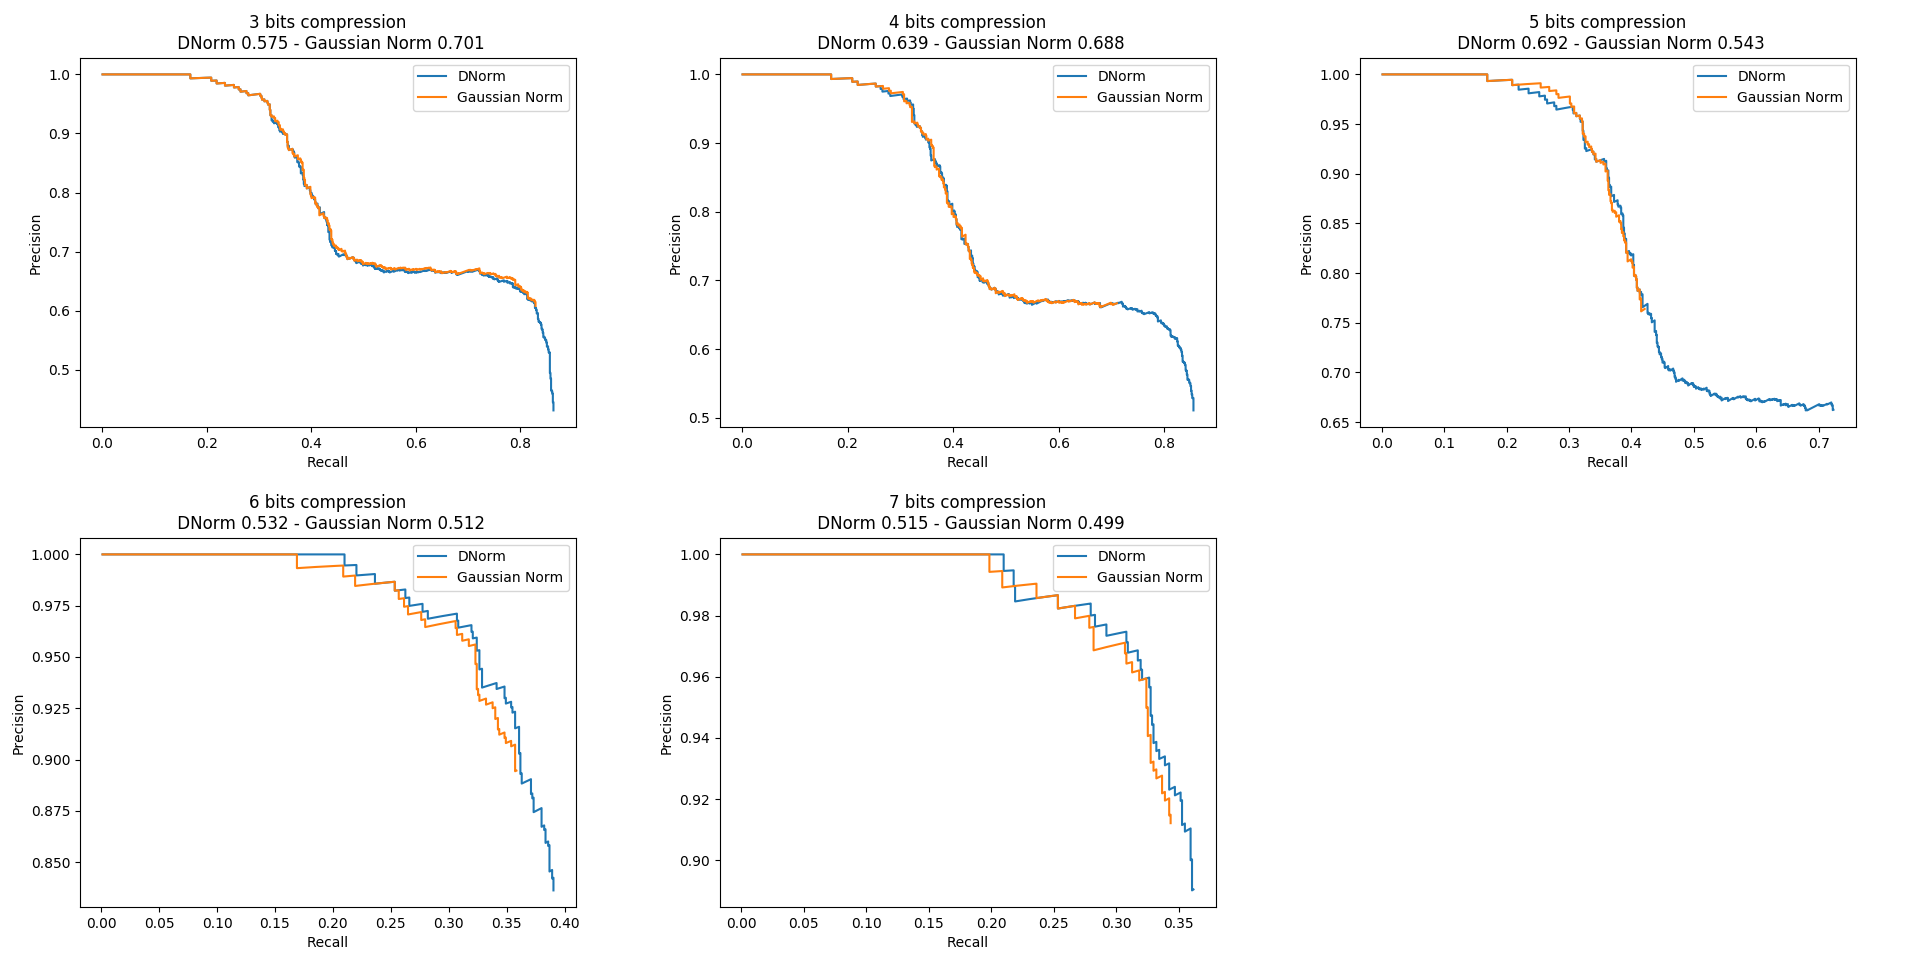 3 bits compression
DNorm 0.575 - Gaussian Norm 0.701
1.0
0.9
0.8
0.7
0.6
0.5
Precision
0.0
0.2
0.4
0.6
0.8
Recall
DNorm
Gaussian Norm
4 bits compression
DNorm 0.639 - Gaussian Norm 0.688
1.0
0.9
0.8
0.7
0.6
0.5
Precision
0.0
0.2
0.4
0.6
0.8
Recall
DNorm
Gaussian Norm
5 bits compression
DNorm 0.692 - Gaussian Norm 0.543
1.00
0.95
0.90
0.85
0.80
0.75
0.70
0.65
Precision
0.0
0.1
0.2
0.3
0.4
0.5
0.6
0.7
Recall
DNorm
Gaussian Norm
6 bits compression
DNorm 0.532 - Gaussian Norm 0.512
1.000
0.975
0.950
0.925
0.900
0.875
0.850
Precision
0.00
0.05
0.10
0.15
0.20
0.25
0.30
0.35
0.40
Recall
DNorm
Gaussian Norm
7 bits compression
DNorm 0.515 - Gaussian Norm 0.499
1.00
0.98
0.96
0.94
0.92
0.90
Precision
0.00
0.05
0.10
0.15
0.20
0.25
0.30
0.35
Recall
DNorm
Gaussian Norm